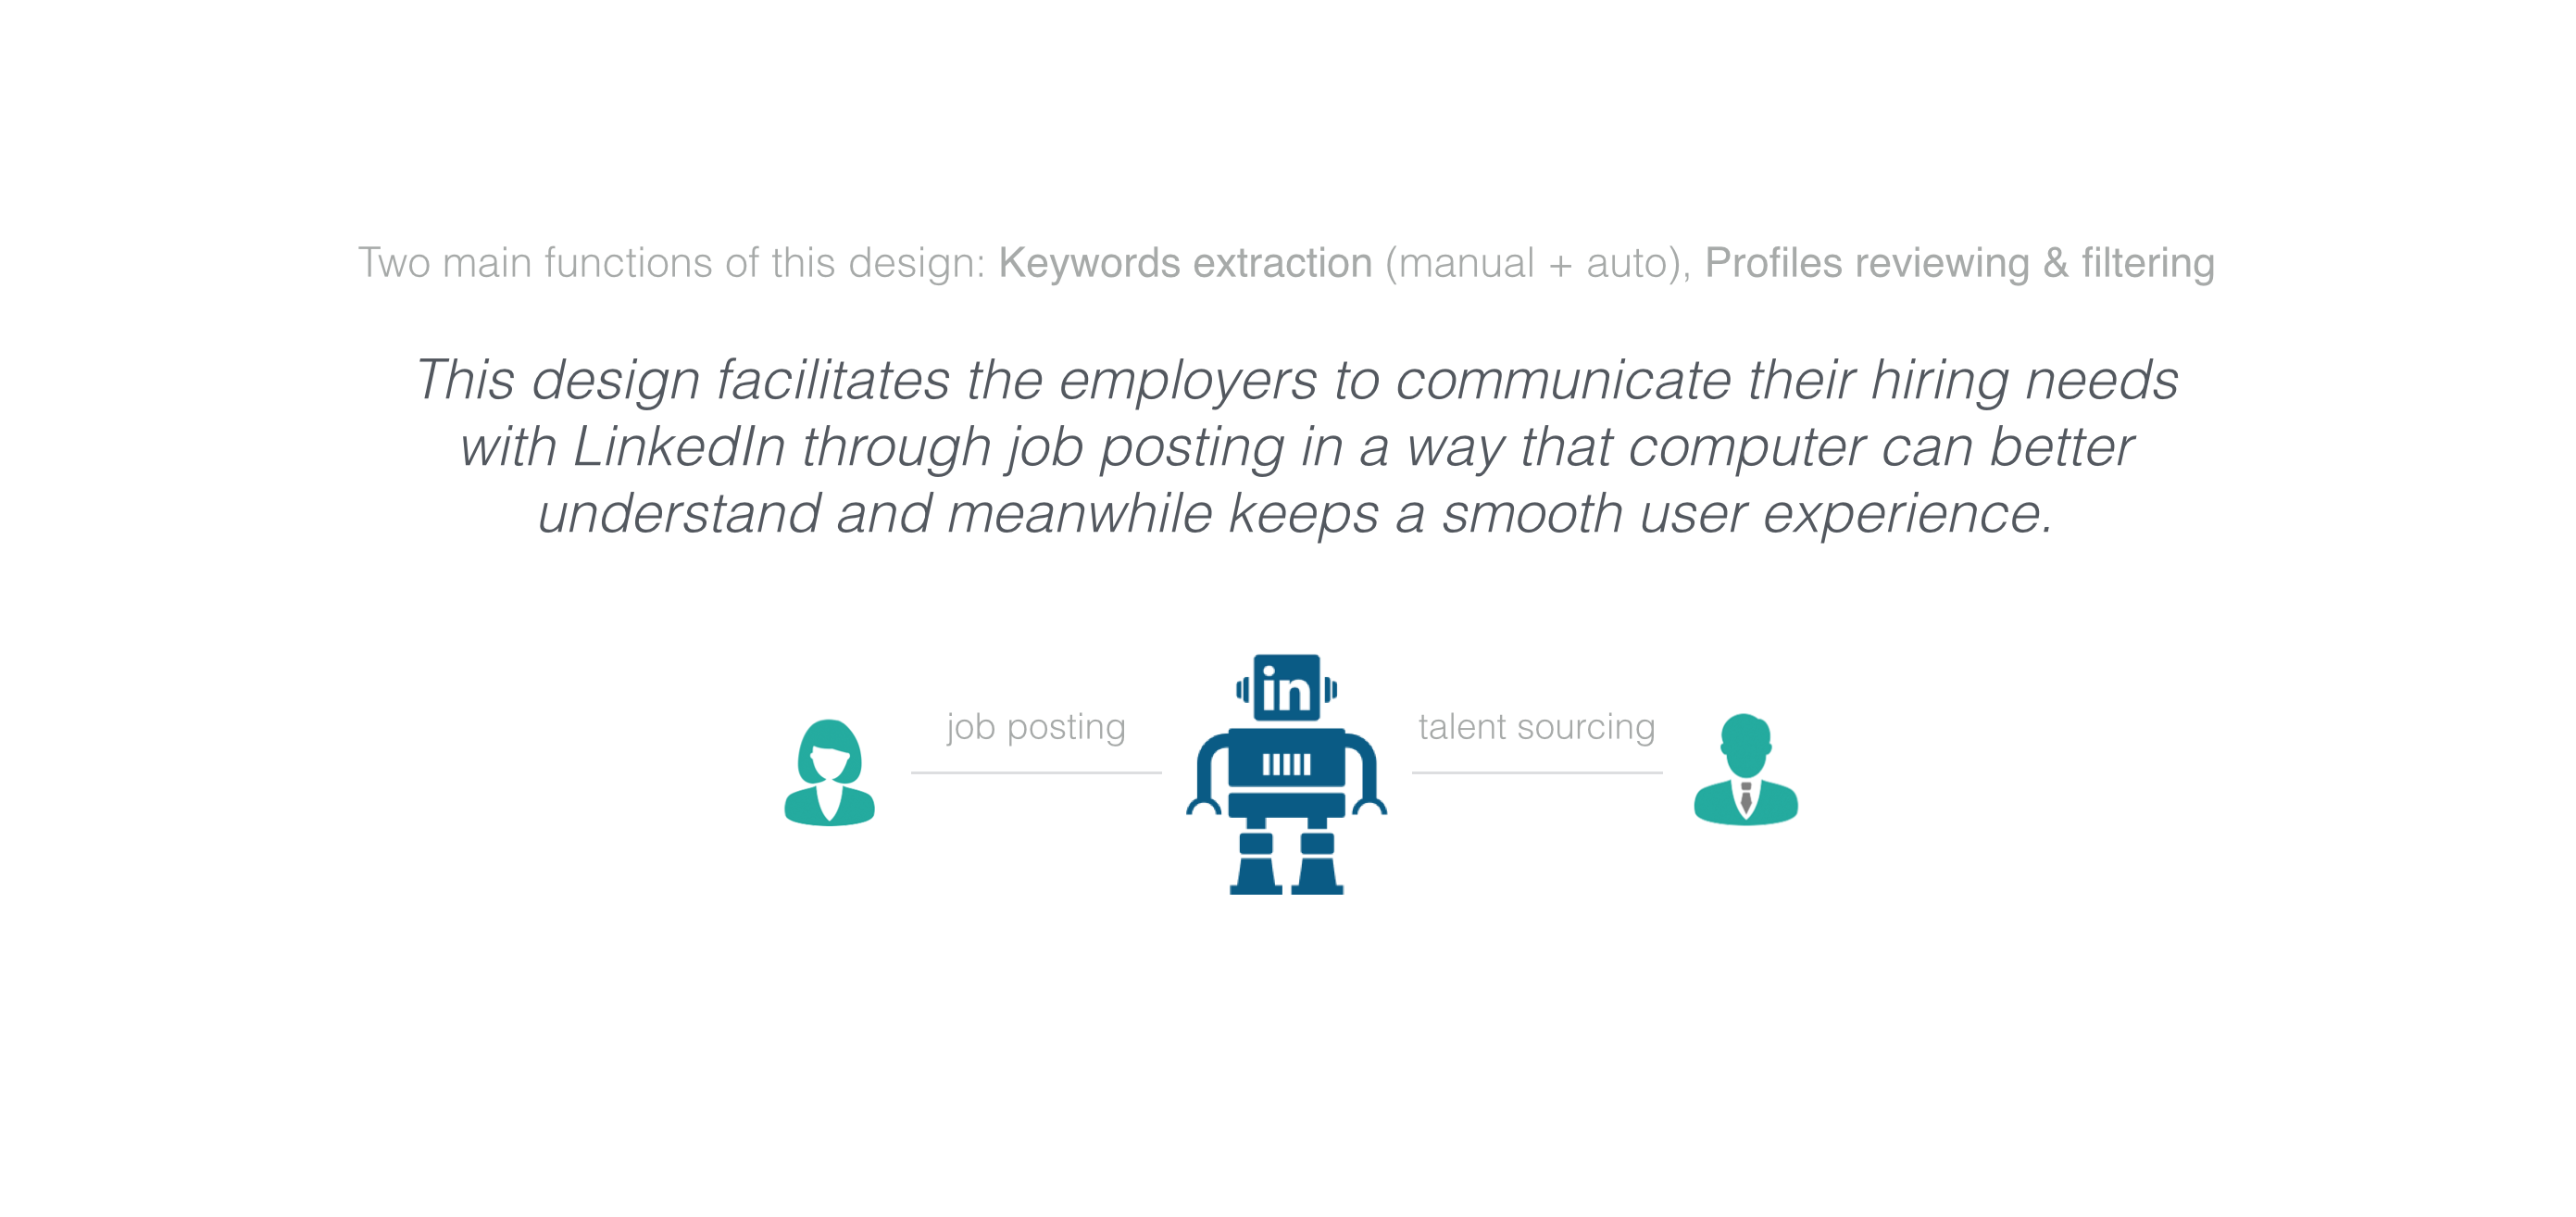 Two main functions of this design: Keywords extraction (manual + auto), Profiles reviewing & filtering
This design facilitates the employers to communicate their hiring needs
with LinkedIn through job posting in a way that computer can better
understand and meanwhile keeps a smooth user experience.
in
job posting
talent sourcing